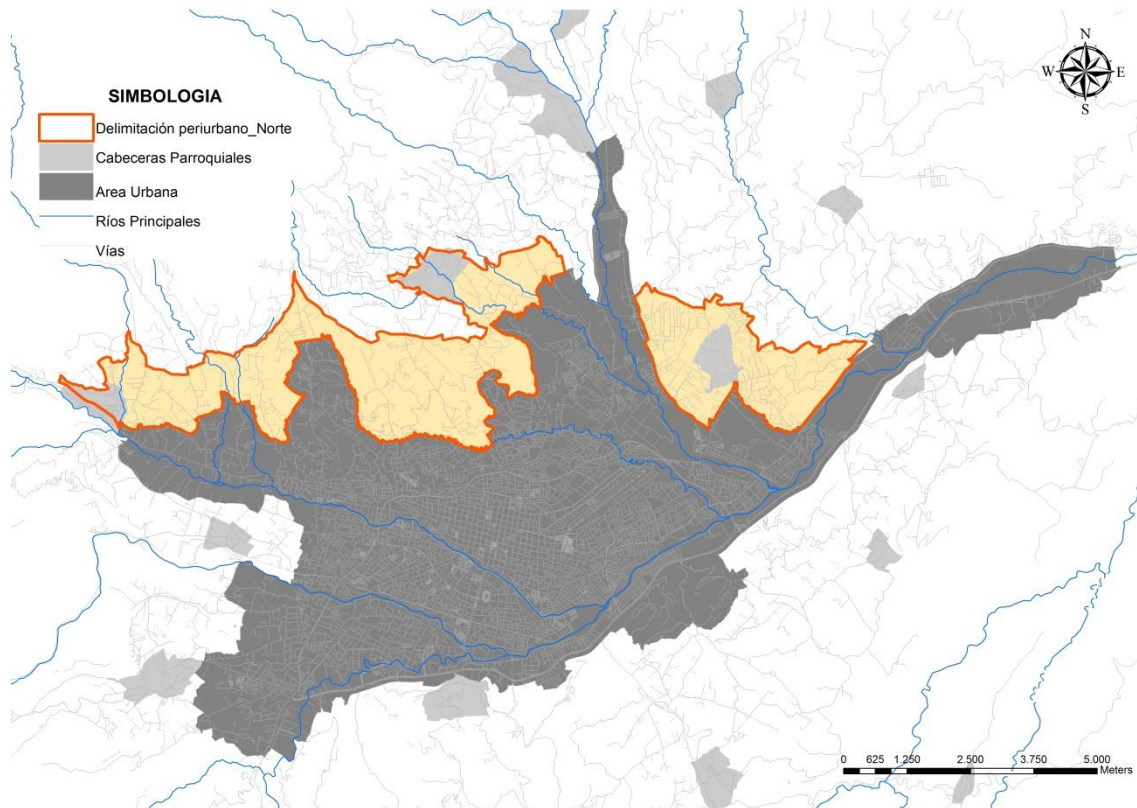 N
W E
S
SIMBOLOGIA
Delimitación periurbano_Norte
Cabeceras Parroquiales
Area Urbana
Ríos Principales
Vías
0 625 1.250 2.500 3.750 5.000
Meters